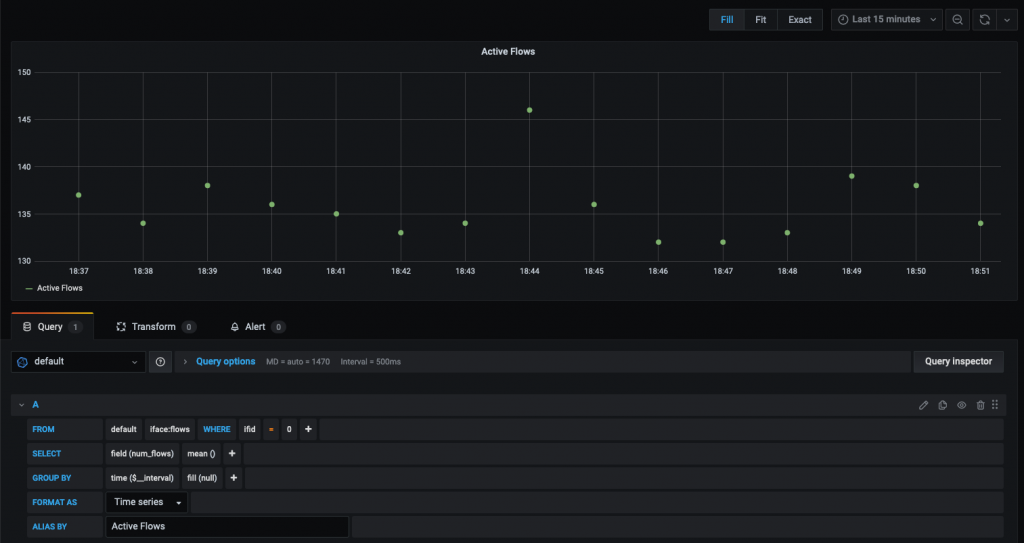 Fill Fit Exact Last 15 minutes
Active Flows
150
145
140
135
130
18:37 18:38 18:39 18:40 18:41 18:42 18:43 18:44 18:45 18:46 18:47 18:48 18:49 18:50 18:51
Active Flows
Query 1 Transform 0 Alert 0
default ? Query options MD = auto = 1470 Interval = 500ms Query inspector
A
FROM default iface:flows WHERE ifid = 0 +
SELECT field (num_flows) mean () +
GROUP BY time ($__interval) fill (null) +
FORMAT AS Time series
ALIAS BY Active Flows